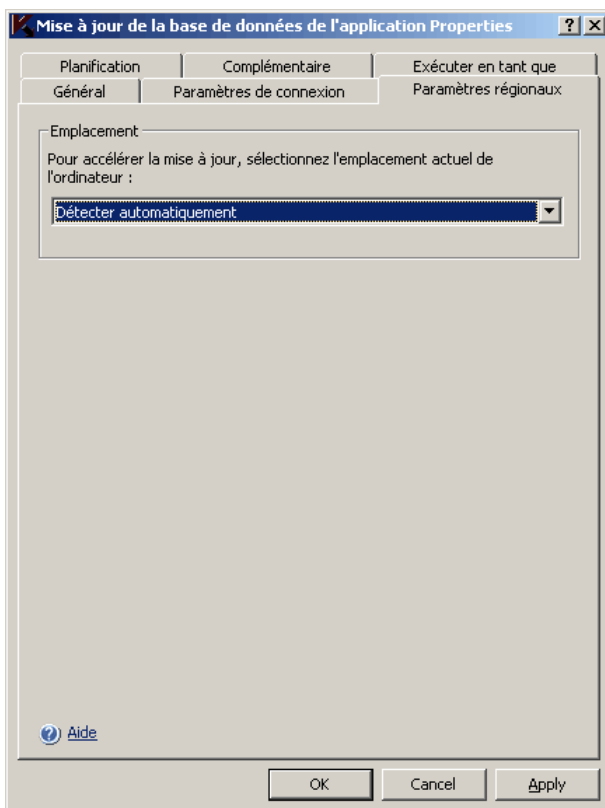 Mise à jour de la base de données de l'application Properties
Planification
Complémentaire
Exécuter en tant que
Général
Paramètres de connexion
Paramètres régionaux
Emplacement
Pour accélérer la mise à jour, sélectionnez l'emplacement actuel de
l'ordinateur :
Détecter automatiquement
Aide
OK
Cancel
Apply